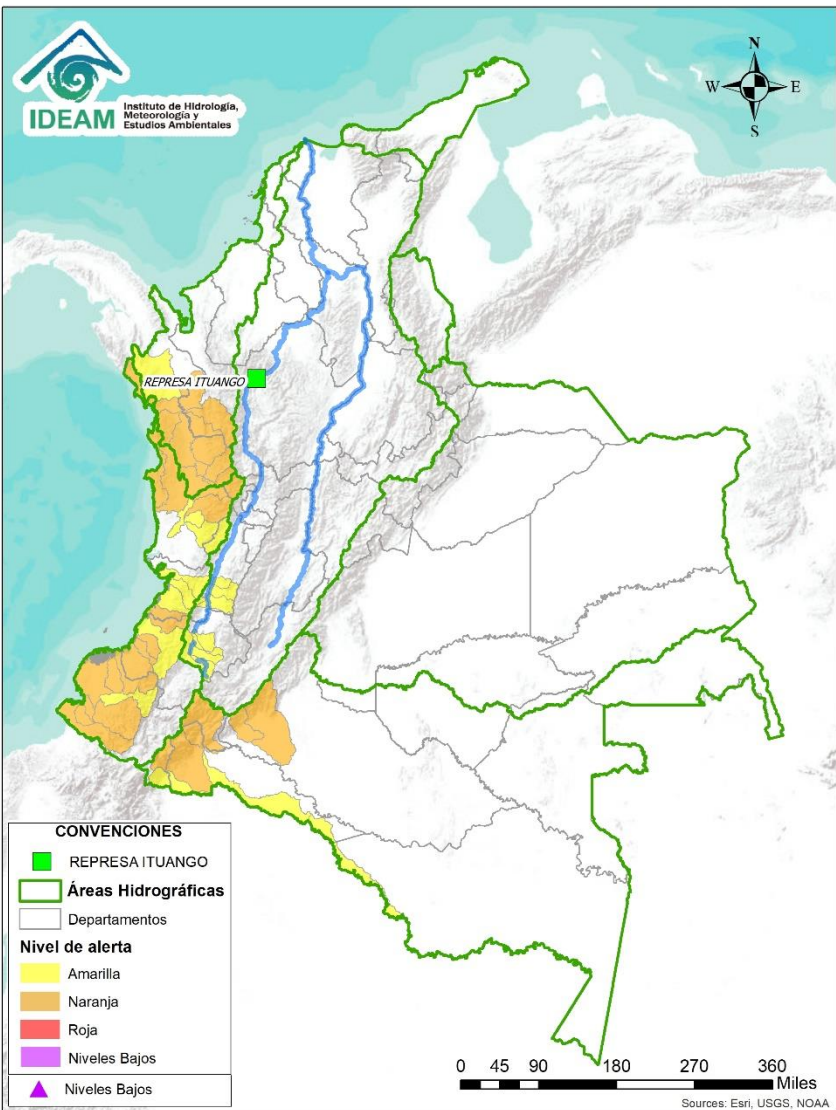 IDEAM
Instituto de Hidrología,
Meteorología y
Estudios Ambientales
N
W
E
S
REPRESA ITUANGO
CONVENCIONES
REPRESA ITUANGO
Áreas Hidrográficas
Departamentos
Nivel de alerta
Amarilla
Naranja
Roja
Niveles Bajos
Niveles Bajos
0 45 90 180 270 360
Miles
Sources: Esri, USGS, NOAA